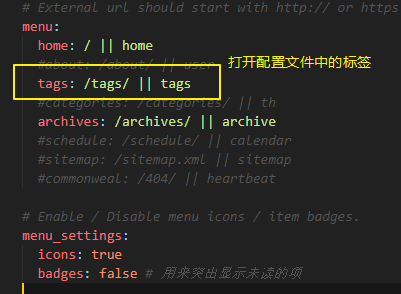 # External url should start with http:// or https
menu:
home: / || home
#about: /about/ || user
打开配置文件中的标签
tags: /tags/ || tags
#categories: /categories/ || th
archives: /archives/ || archive
#schedule: /schedule/ || calendar
#sitemap: /sitemap.xml || sitemap
#commonweal: /404/ || heartbeat
# Enable / Disable menu icons / item badges.
menu_settings:
icons: true
badges: false # 用来突出显示未读的项